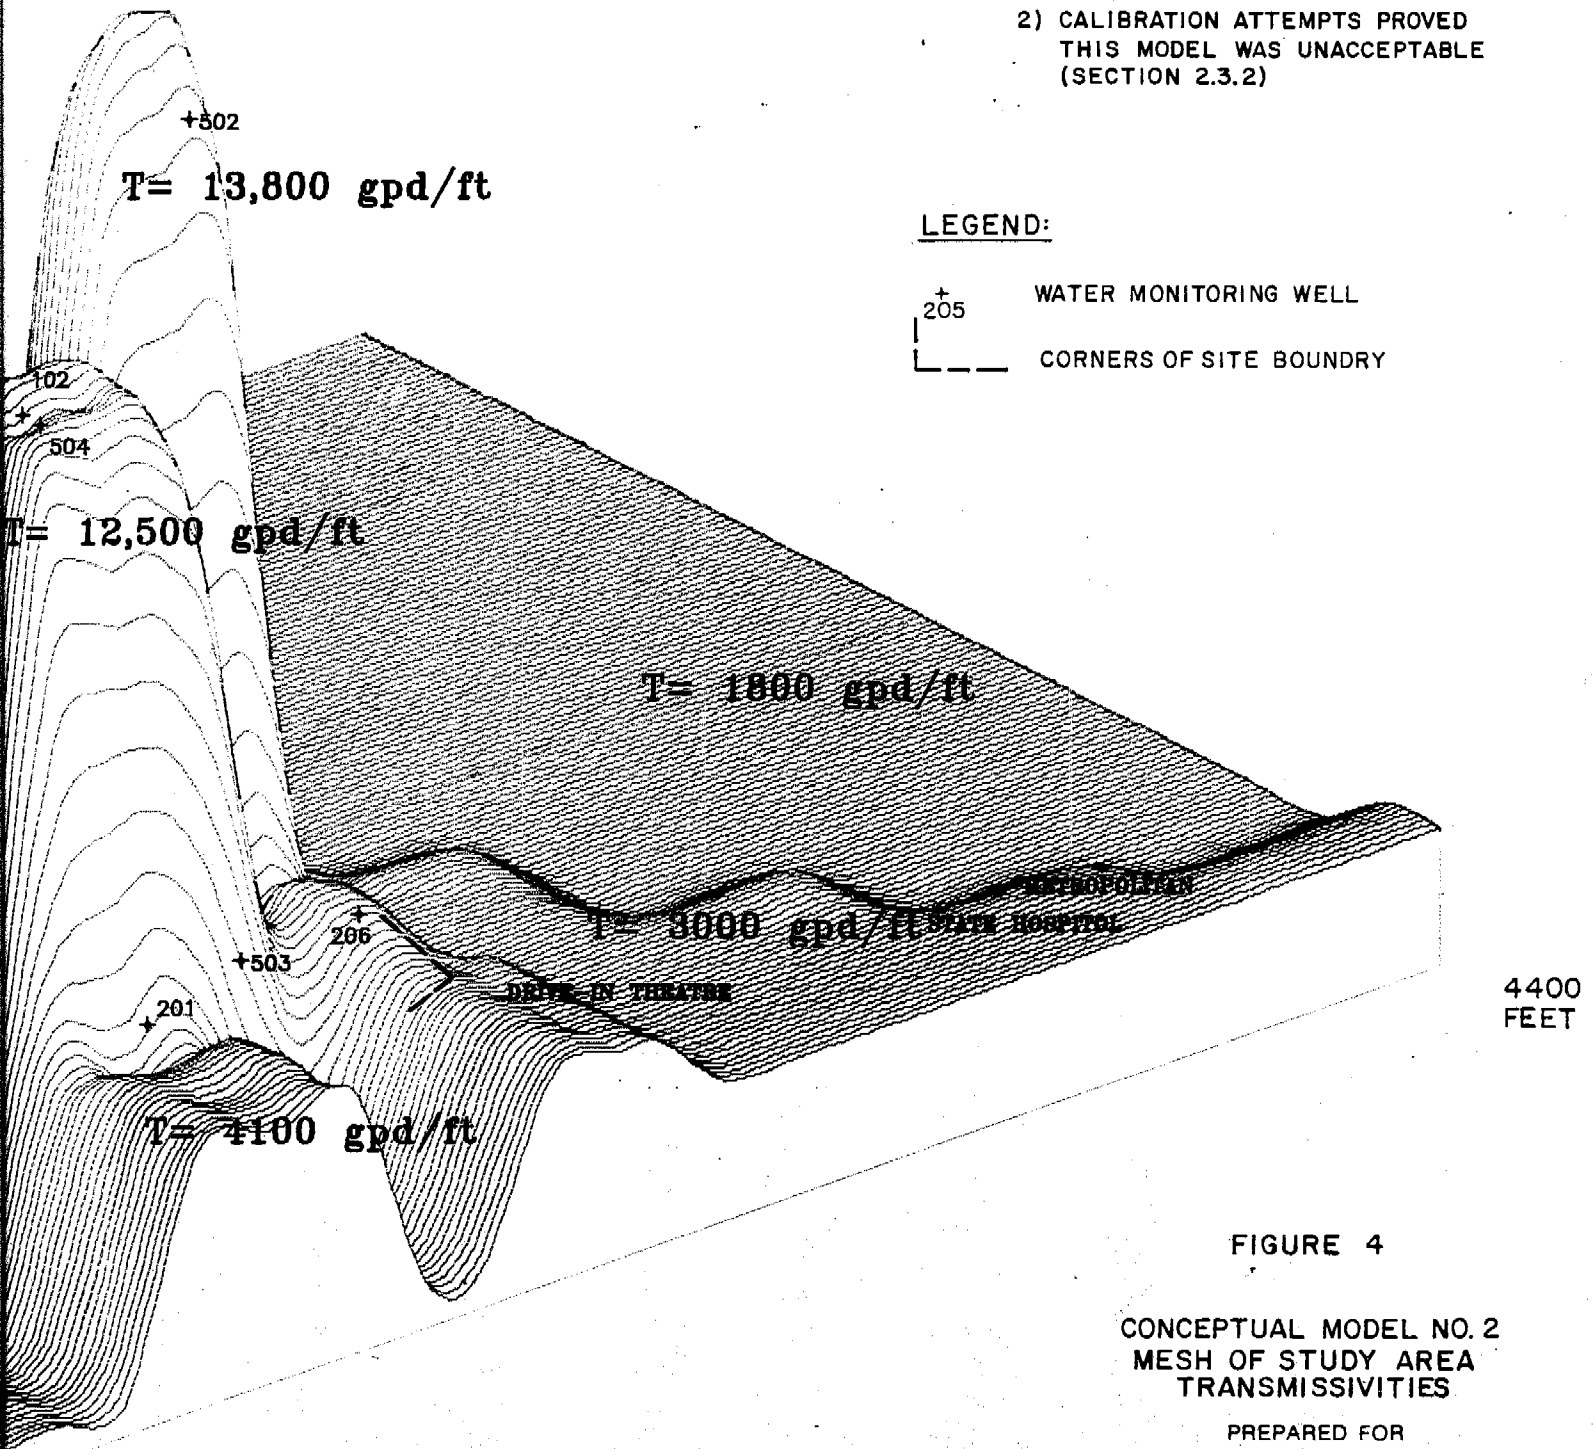 2) CALIBRATION ATTEMPTS PROVED
THIS MODEL WAS UNACCEPTABLE
(SECTION 2.3.2)
502
T= 13,800 gpd/ft
LEGEND:
205
WATER MONITORING WELL
CORNERS OF SITE BOUNDRY
102
504
T= 12,500 gpd/ft
T= 1800 gpd/ft
METROPOLITAN
STATE HOSPITOL
T= 3000 gpd/ft
206
503
DRIVE-IN THEATRE
201
4400
FEET
T= 4100 gpd/ft
FIGURE 4
CONCEPTUAL MODEL NO. 2
MESH OF STUDY AREA
TRANSMISSIVITIES
PREPARED FOR